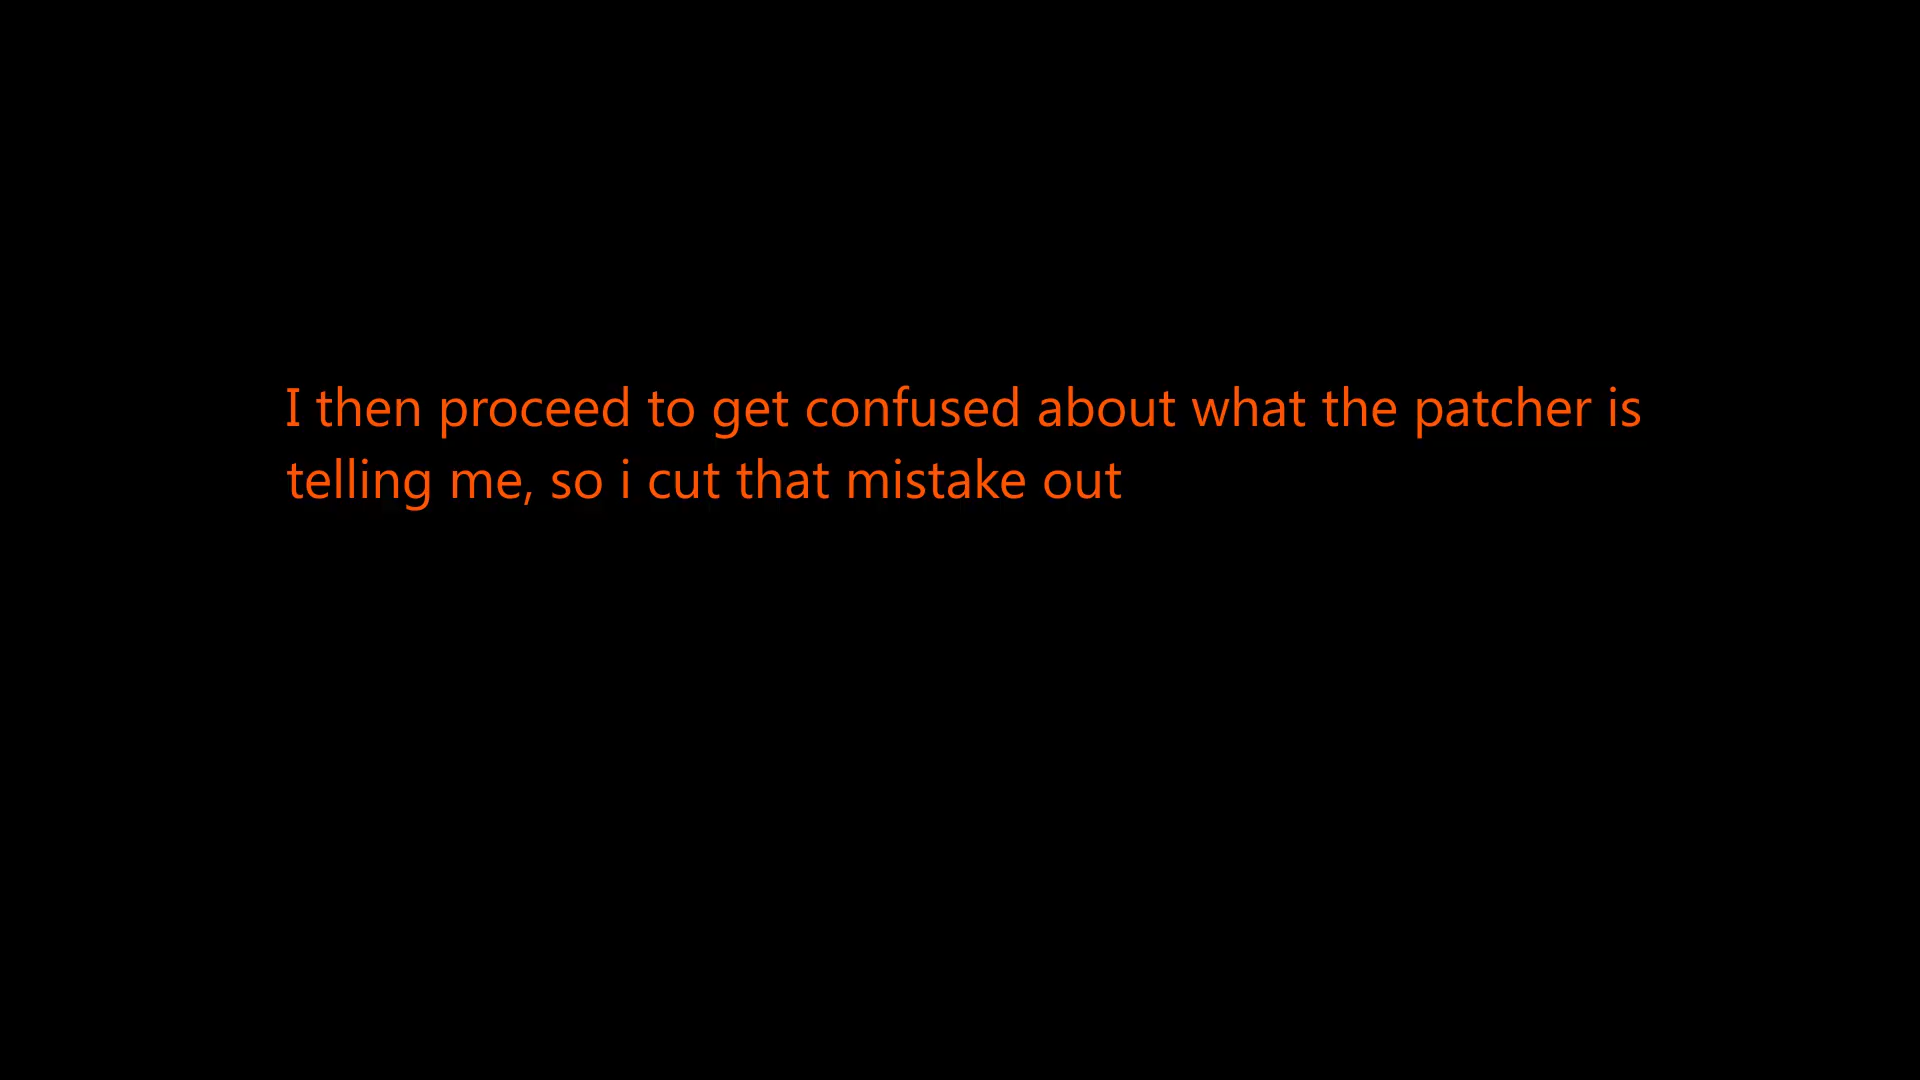 I then proceed to get confused about what the patcher is
telling me, so i cut that mistake out